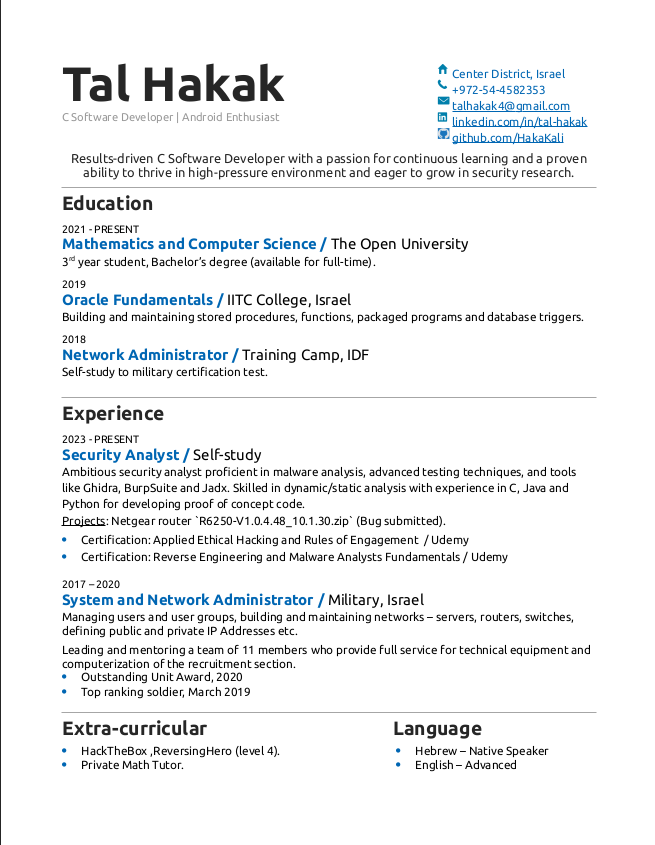 Tal Hakak
C Software Developer | Android Enthusiast
Center District, Israel
+972-54-4582353
talhakak4@gmail.com
linkedin.com/in/tal-hakak
github.com/HakaKali
Results-driven C Software Developer with a passion for continuous learning and a proven
ability to thrive in high-pressure environment and eager to grow in security research.
Education
2021 - PRESENT
Mathematics and Computer Science / The Open University
3rd year student, Bachelor’s degree (available for full-time).
2019
Oracle Fundamentals / IITC College, Israel
Building and maintaining stored procedures, functions, packaged programs and database triggers.
2018
Network Administrator / Training Camp, IDF
Self-study to military certification test.
Experience
2023 - PRESENT
Security Analyst / Self-study
Ambitious security analyst proficient in malware analysis, advanced testing techniques, and tools
like Ghidra, BurpSuite and Jadx. Skilled in dynamic/static analysis with experience in C, Java and
Python for developing proof of concept code.
Projects: Netgear router `R6250-V1.0.4.48_10.1.30.zip` (Bug submitted).
• Certification: Applied Ethical Hacking and Rules of Engagement / Udemy
• Certification: Reverse Engineering and Malware Analysts Fundamentals / Udemy
2017 – 2020
System and Network Administrator / Military, Israel
Managing users and user groups, building and maintaining networks – servers, routers, switches,
defining public and private IP Addresses etc.
Leading and mentoring a team of 11 members who provide full service for technical equipment and
computerization of the recruitment section.
• Outstanding Unit Award, 2020
• Top ranking soldier, March 2019
Extra-curricular
• HackTheBox ,ReversingHero (level 4).
• Private Math Tutor.
Language
• Hebrew – Native Speaker
• English – Advanced